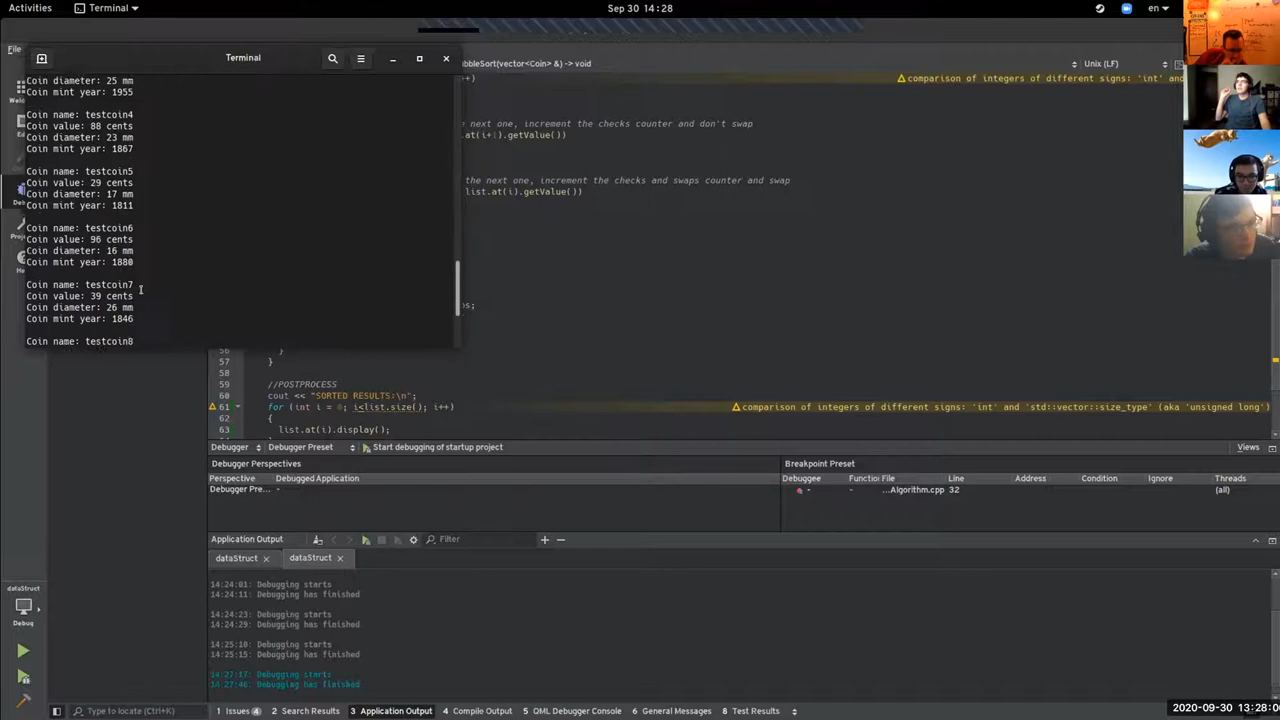 Activities
Terminal
Sep 30 14:28
en
File
Terminal
bubbleSort(vector<Coin> &) -> void
Unix (LF)
Coin diameter: 25 mm
Coin mint year: 1955
comparison of integers of different signs: 'int' and
Coin name: testcoin4
Coin value: 88 cents
Coin diameter: 23 mm
Coin mint year: 1867
e next one, increment the checks counter and don't swap
.at(i+1).getValue())
Coin name: testcoin5
Coin value: 29 cents
Coin diameter: 17 mm
Coin mint year: 1811
the next one, increment the checks and swaps counter and swap
list.at(i).getValue())
Coin name: testcoin6
Coin value: 96 cents
Coin diameter: 16 mm
Coin mint year: 1880
Coin name: testcoin7
Coin value: 39 cents
Coin diameter: 26 mm
Coin mint year: 1846
ps;
Coin name: testcoin8
56 }
57 }
58
59 //POSTPROCESS
60 cout << "SORTED RESULTS:\n";
61 for (int i = 0; i<list.size(); i++)
comparison of integers of different signs: 'int' and 'std::vector::size_type' (aka 'unsigned long')
62 {
63 list.at(i).display();
Debugger
Debugger Preset
Start debugging of startup project
Views
Debugger Perspectives
Breakpoint Preset
Perspective
Debugged Application
Debuggee
Function
File
Line
Address
Condition
Ignore
Threads
Debugger Pre...
-
-
-
...Algorithm.cpp
32
(all)
Application Output
Filter
dataStruct
dataStruct
14:24:01: Debugging starts
14:24:11: Debugging has finished
14:24:23: Debugging starts
14:24:29: Debugging has finished
14:25:10: Debugging starts
14:25:15: Debugging has finished
14:27:17: Debugging starts
14:27:46: Debugging has finished
dataStruct
Debug
Type to locate (Ctrl+K)
1 Issues 4
2 Search Results
3 Application Output
4 Compile Output
5 QML Debugger Console
6 General Messages
8 Test Results
2020-09-30 13:28:0